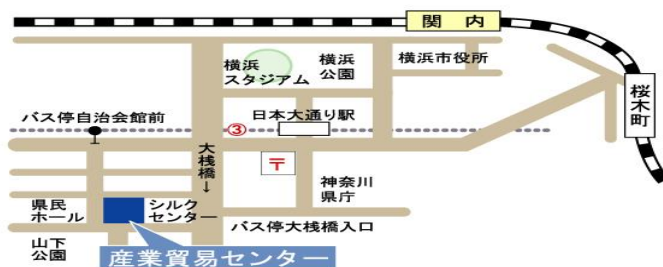 関 内
横浜
スタジアム
横浜
公園
横浜市役所
桜木町
バス停自治会館前
③
日本大通り駅
大桟橋→
〒
神奈川
県庁
県民
ホール
シルク
センター
バス停大桟橋入口
山下
公園
産業貿易センター